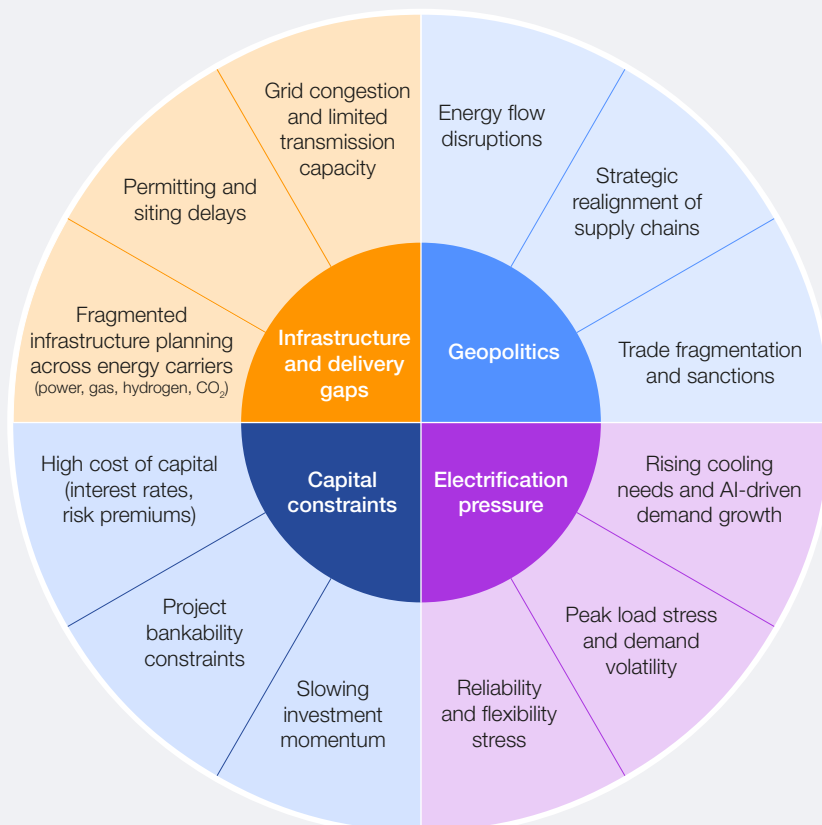 Grid congestion
and limited
transmission
capacity
Energy flow
disruptions
Permitting and
siting delays
Strategic
realignment of
supply chains
Fragmented
infrastructure planning
across energy carriers
(power, gas, hydrogen, CO₂)
Infrastructure
and delivery
gaps
Geopolitics
Trade fragmentation
and sanctions
High cost of capital
(interest rates,
risk premiums)
Capital
constraints
Electrification
pressure
Rising cooling
needs and AI-driven
demand growth
Project
bankability
constraints
Peak load stress
and demand
volatility
Slowing
investment
momentum
Reliability
and flexibility
stress